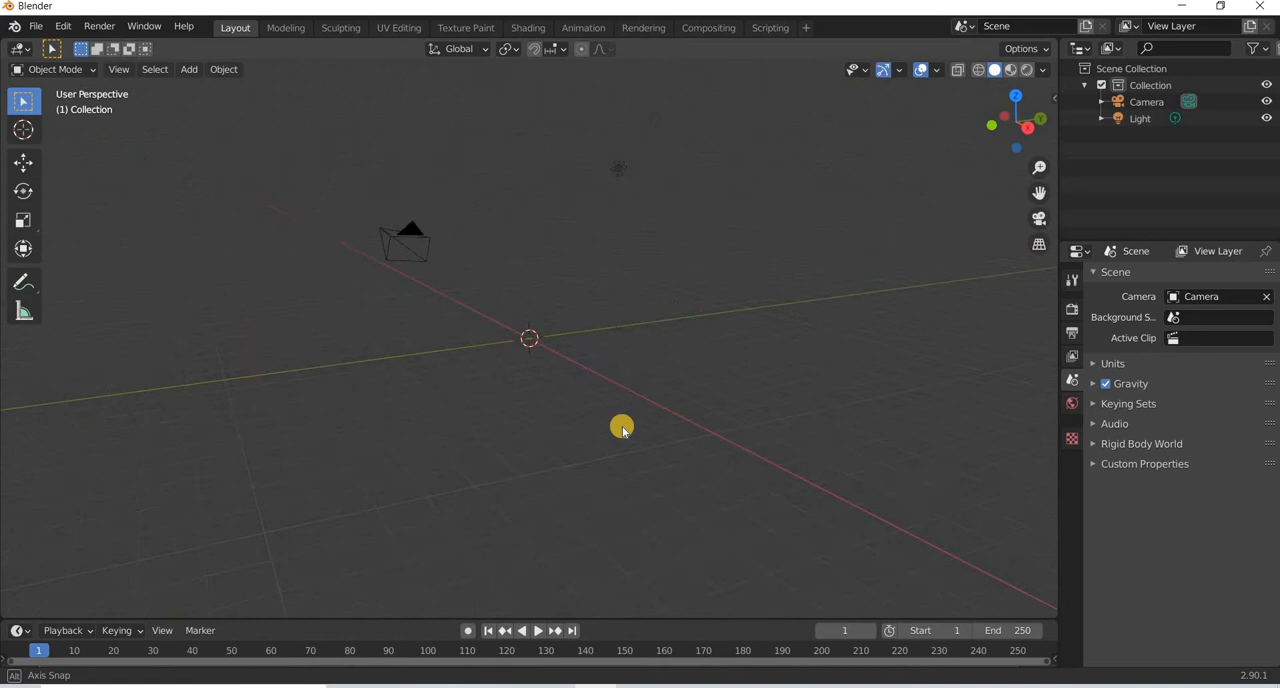 Blender
File Edit Render Window Help Layout Modeling Sculpting UV Editing Texture Paint Shading Animation Rendering Compositing Scripting + Scene View Layer
Global Options
Object Mode View Select Add Object
User Perspective
(1) Collection
Z
Y
X
Scene Collection
Collection
Camera
Light
Scene View Layer
Scene
Camera Camera
Background S...
Active Clip
Units
Gravity
Keying Sets
Audio
Rigid Body World
Custom Properties
Playback Keying View Marker 1 Start 1 End 250
1 10 20 30 40 50 60 70 80 90 100 110 120 130 140 150 160 170 180 190 200 210 220 230 240 250
Alt Axis Snap 2.90.1